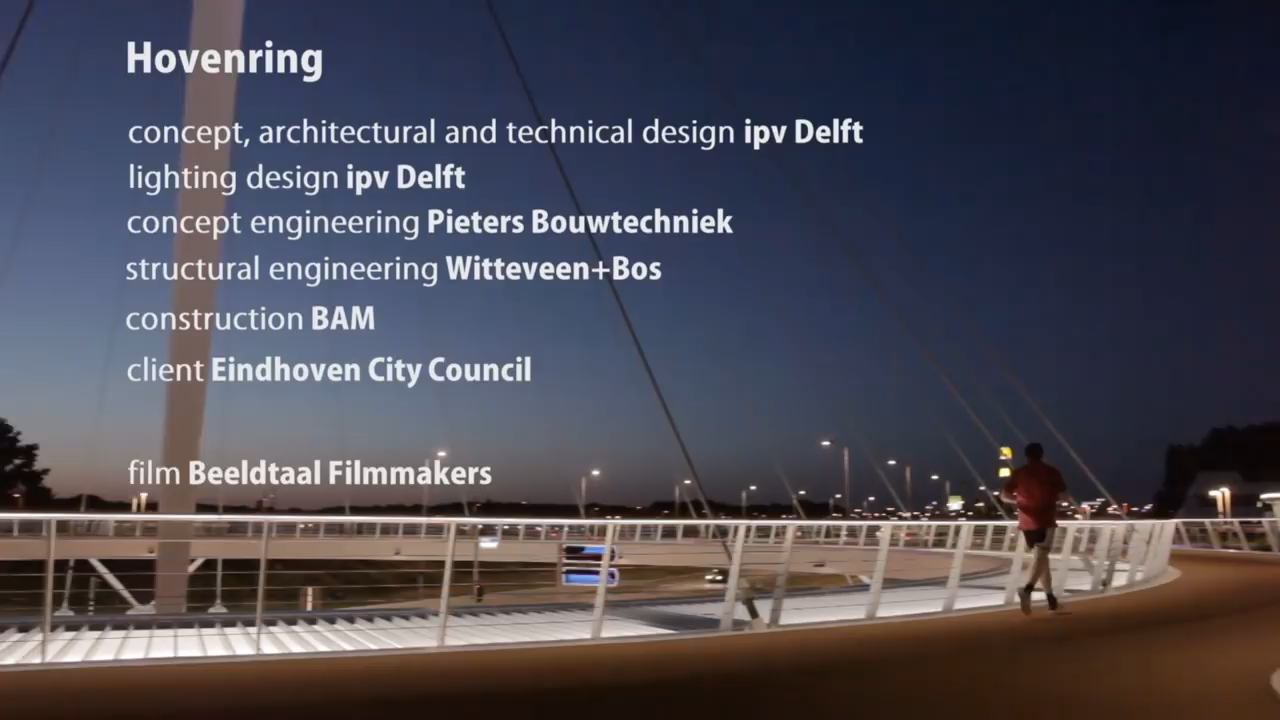 Hovenring
concept, architectural and technical design ipv Delft
lighting design ipv Delft
concept engineering Pieters Bouwtechniek
structural engineering Witteveen+Bos
construction BAM
client Eindhoven City Council
film Beeldtaal Filmmakers